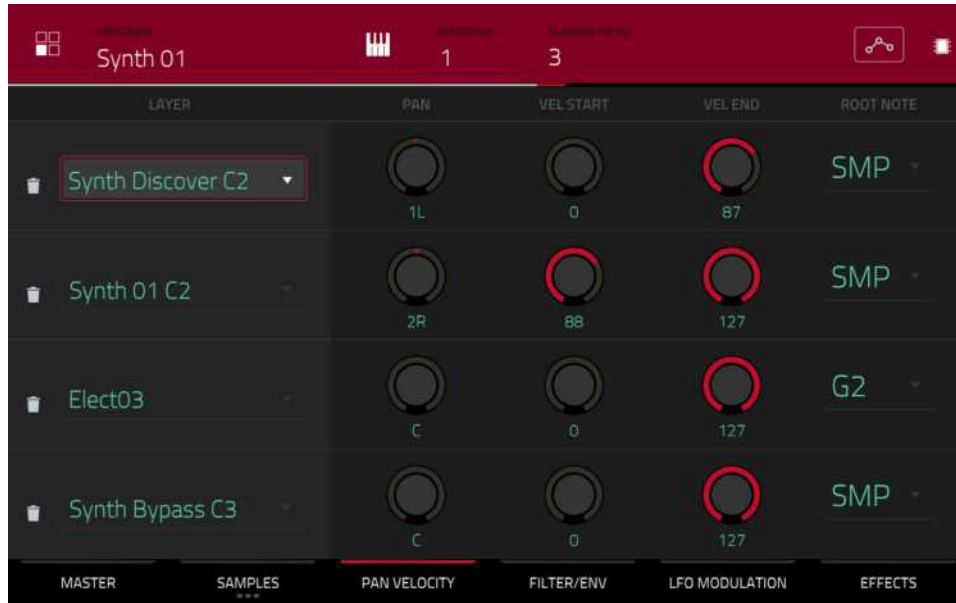 Synth 01
1
3
LAYER PAN VEL START VEL END ROOT NOTE
Synth Discover C2 SMP
1L 0 87
Synth 01 C2 SMP
2R 88 127
Elect03 G2
C 0 127
Synth Bypass C3 SMP
C 0 127
MASTER SAMPLES PAN VELOCITY FILTER/ENV LFO MODULATION EFFECTS